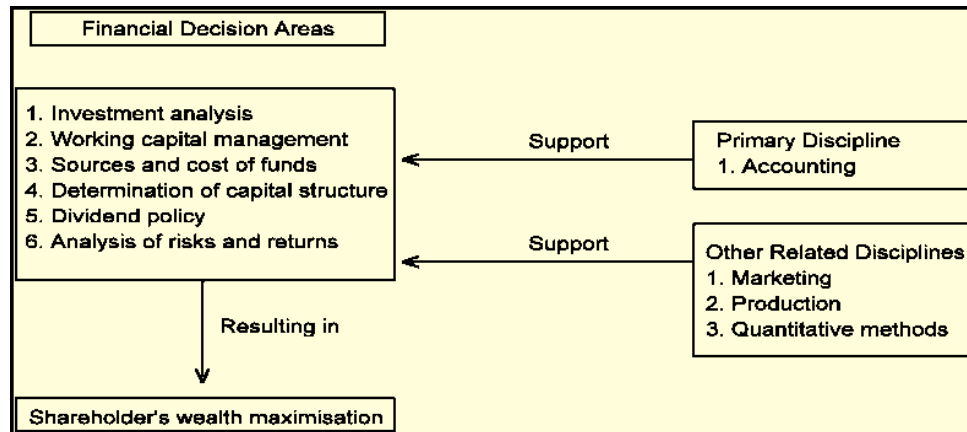 Financial Decision Areas
1. Investment analysis
2. Working capital management
3. Sources and cost of funds
4. Determination of capital structure
5. Dividend policy
6. Analysis of risks and returns
Support
Primary Discipline
1. Accounting
Support
Other Related Disciplines
1. Marketing
2. Production
3. Quantitative methods
Resulting in
Shareholder's wealth maximisation